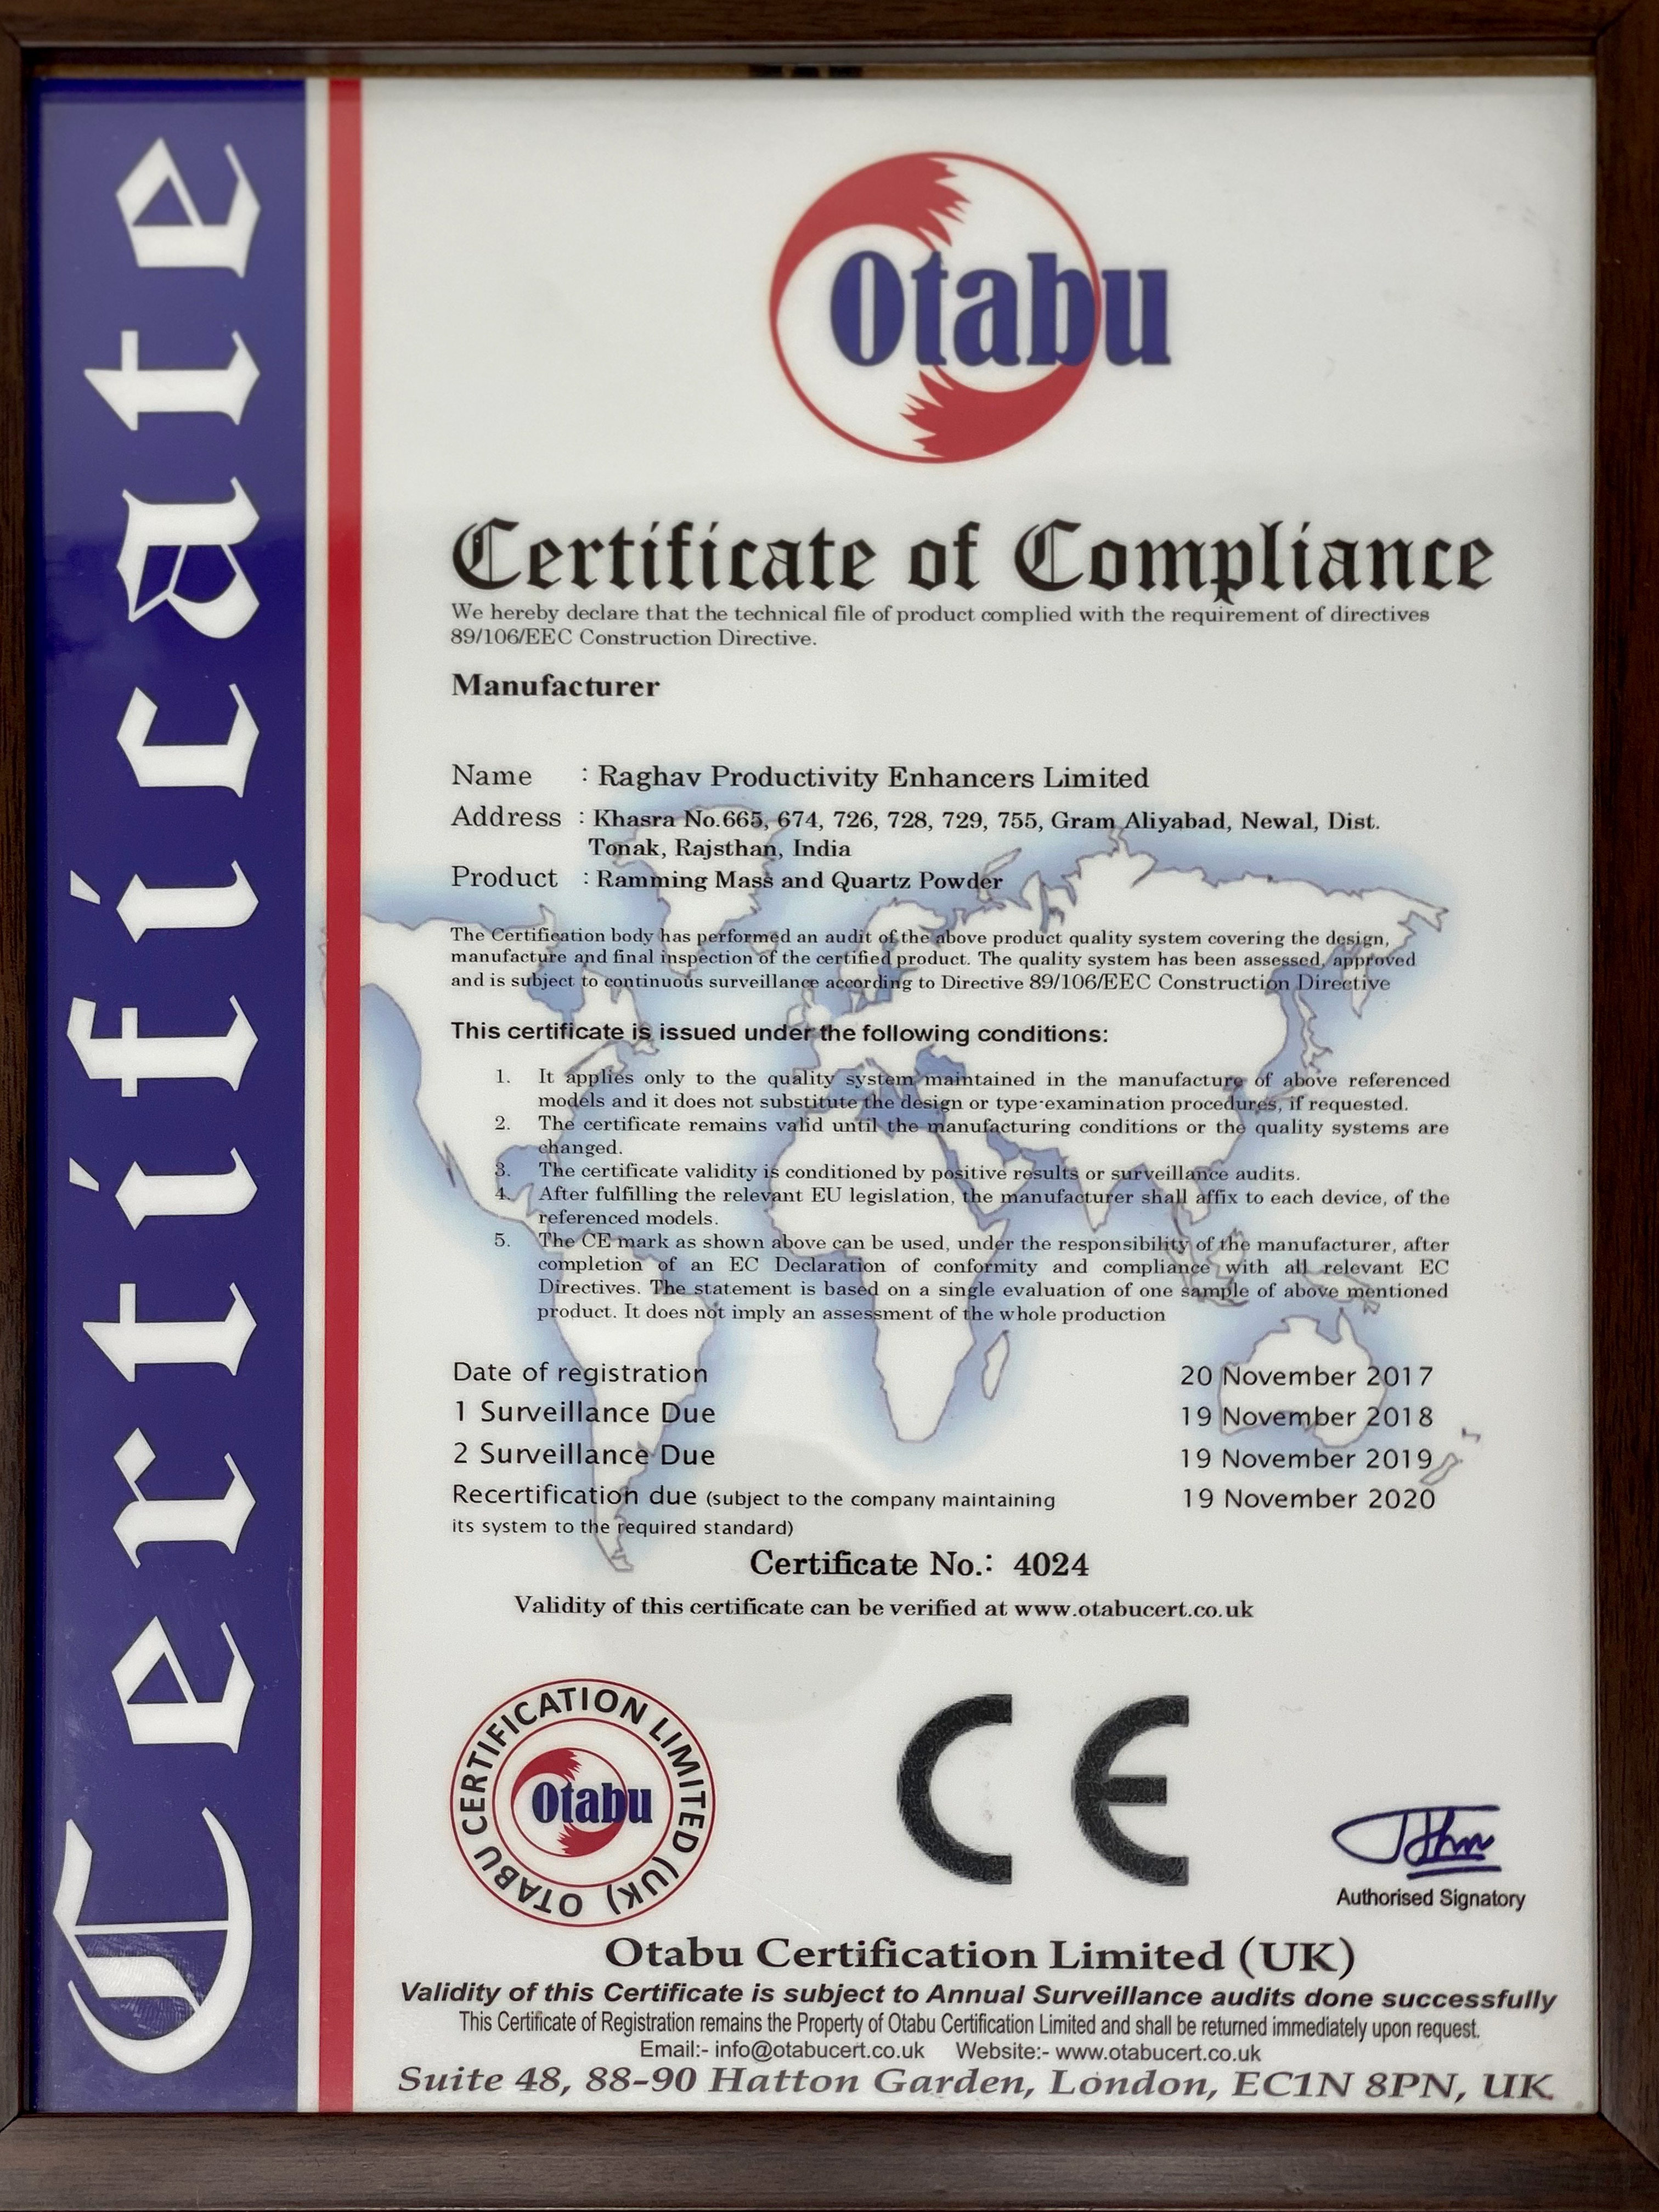 Certificate
Otabu
Certificate of Compliance
We hereby declare that the technical file of product complied with the requirement of directives
89/106/EEC Construction Directive.
Manufacturer
Name : Raghav Productivity Enhancers Limited
Address : Khasra No.665, 674, 726, 728, 729, 755, Gram Aliyabad, Newal, Dist.
Tonak, Rajsthan, India
Product : Ramming Mass and Quartz Powder
The Certification body has performed an audit of the above product quality system covering the design,
manufacture and final inspection of the certified product. The quality system has been assessed, approved
and is subject to continuous surveillance according to Directive 89/106/EEC Construction Directive
This certificate is issued under the following conditions:
1. It applies only to the quality system maintained in the manufacture of above referenced
models and it does not substitute the design or type-examination procedures, if requested.
2. The certificate remains valid until the manufacturing conditions or the quality systems are
changed.
3. The certificate validity is conditioned by positive results or surveillance audits.
4. After fulfilling the relevant EU legislation, the manufacturer shall affix to each device, of the
referenced models.
5. The CE mark as shown above can be used, under the responsibility of the manufacturer, after
completion of an EC Declaration of conformity and compliance with all relevant EC
Directives. The statement is based on a single evaluation of one sample of above mentioned
product. It does not imply an assessment of the whole production
Date of registration 20 November 2017
1 Surveillance Due 19 November 2018
2 Surveillance Due 19 November 2019
Recertification due (subject to the company maintaining 19 November 2020
its system to the required standard)
Certificate No.: 4024
Validity of this certificate can be verified at www.otabucert.co.uk
OTABU CERTIFICATION LIMITED (UK)
Otabu
CE
Authorised Signatory
Otabu Certification Limited (UK)
Validity of this Certificate is subject to Annual Surveillance audits done successfully
This Certificate of Registration remains the Property of Otabu Certification Limited and shall be returned immediately upon request.
Email:- info@otabucert.co.uk Website:- www.otabucert.co.uk
Suite 48, 88-90 Hatton Garden, London, EC1N 8PN, UK